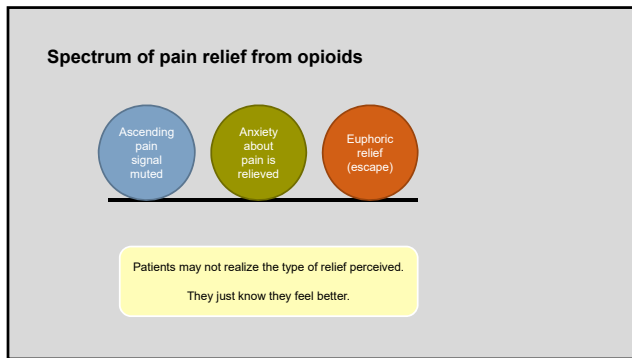 Spectrum of pain relief from opioids
Ascending
pain
signal
muted
Anxiety
about
pain is
relieved
Euphoric
relief
(escape)
Patients may not realize the type of relief perceived.
They just know they feel better.